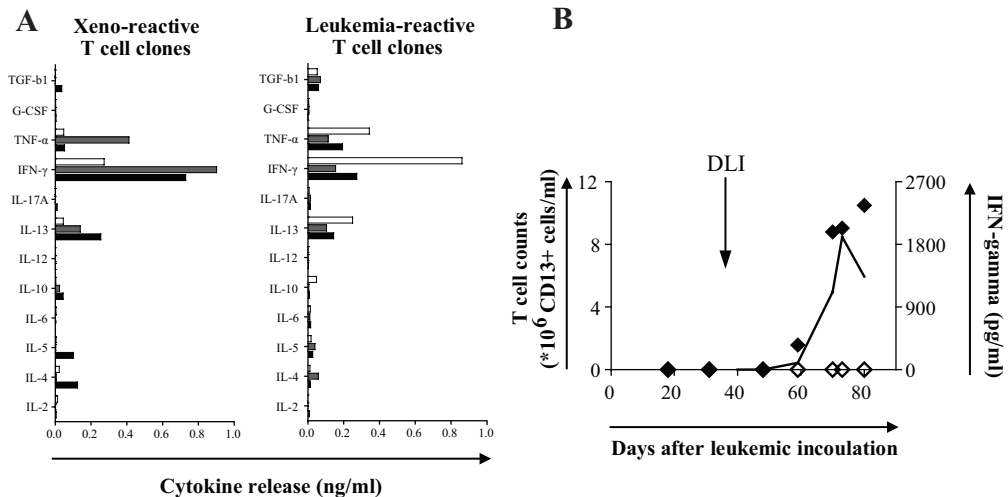 A
Xeno-reactive
T cell clones
TGF-b1
G-CSF
TNF-α
IFN-γ
IL-17A
IL-13
IL-12
IL-10
IL-6
IL-5
IL-4
IL-2
0.0 0.2 0.4 0.6 0.8 1.0
Leukemia-reactive
T cell clones
TGF-b1
G-CSF
TNF-α
IFN-γ
IL-17A
IL-13
IL-12
IL-10
IL-6
IL-5
IL-4
IL-2
0.0 0.2 0.4 0.6 0.8 1.0
Cytokine release (ng/ml)
B
DLI
T cell counts
(*10^6 CD13+ cells/ml)
12
8
4
0
2700
1800
900
0
IFN-gamma
(pg/ml)
0 20 40 60 80
Days after leukemic incoulation